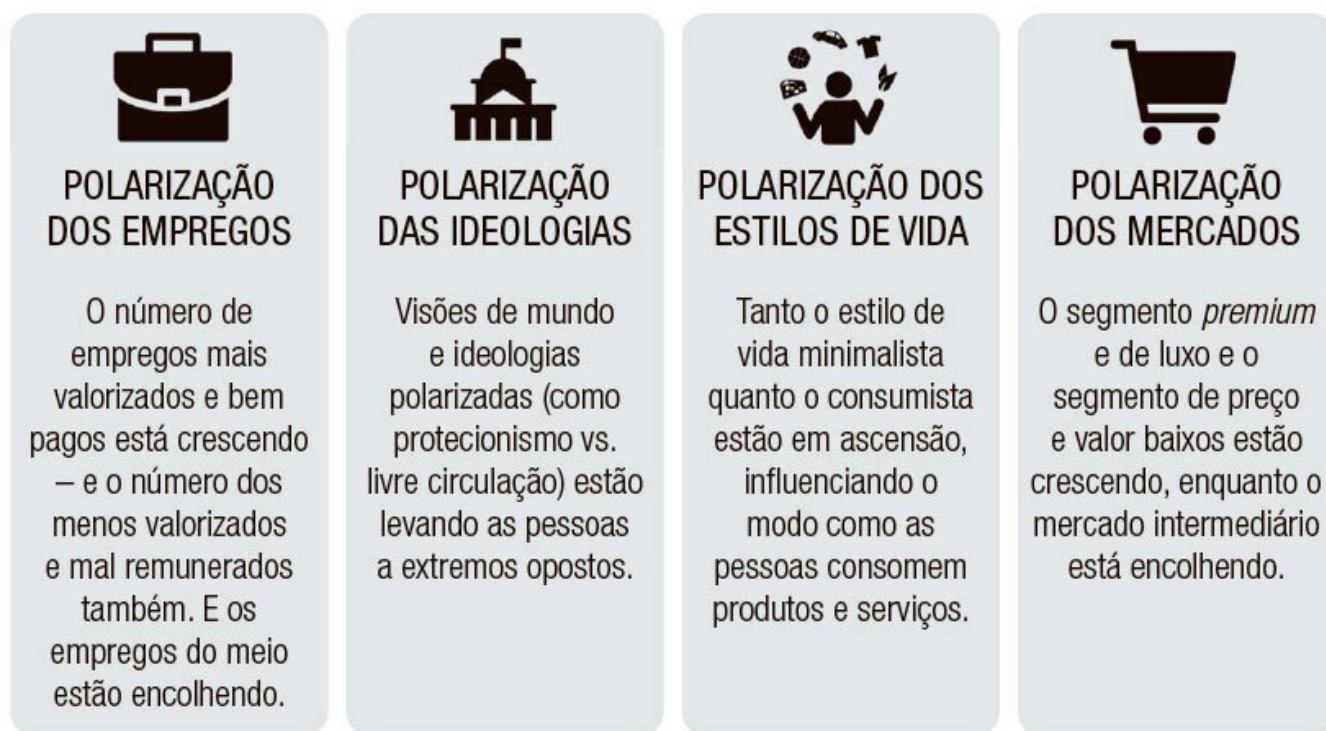 POLARIZAÇÃO
DOS EMPREGOS
O número de
empregos mais
valorizados e bem
pagos está crescendo
– e o número dos
menos valorizados
e mal remunerados
também. E os
empregos do meio
estão encolhendo.
POLARIZAÇÃO
DAS IDEOLOGIAS
Visões de mundo
e ideologias
polarizadas (como
protecionismo vs.
livre circulação) estão
levando as pessoas
a extremos opostos.
POLARIZAÇÃO DOS
ESTILOS DE VIDA
Tanto o estilo de
vida minimalista
quanto o consumista
estão em ascensão,
influenciando o
modo como as
pessoas consomem
produtos e serviços.
POLARIZAÇÃO
DOS MERCADOS
O segmento premium
e de luxo e o
segmento de preço
e valor baixos estão
crescendo, enquanto o
mercado intermediário
está encolhendo.